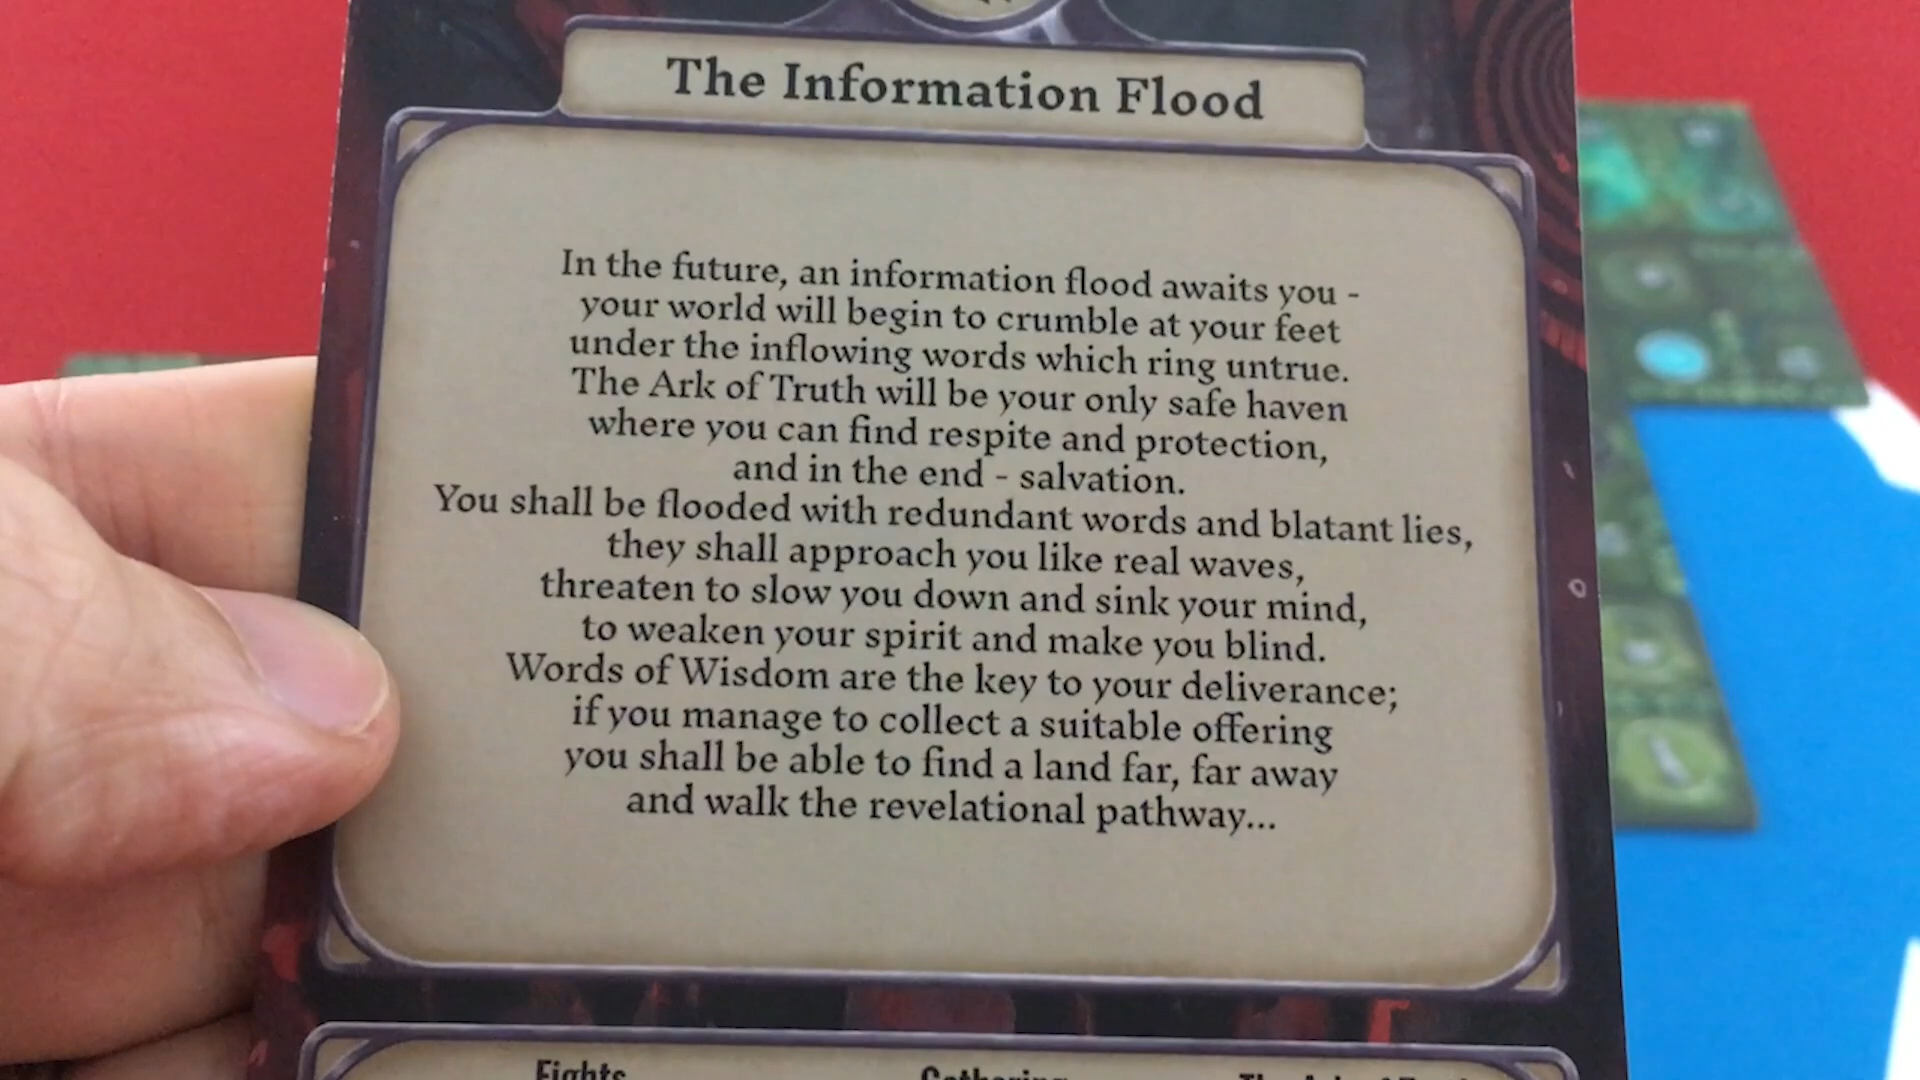 The Information Flood
In the future, an information flood awaits you -
your world will begin to crumble at your feet
under the inflowing words which ring untrue.
The Ark of Truth will be your only safe haven
where you can find respite and protection,
and in the end - salvation.
You shall be flooded with redundant words and blatant lies,
they shall approach you like real waves,
threaten to slow you down and sink your mind,
to weaken your spirit and make you blind.
Words of Wisdom are the key to your deliverance;
if you manage to collect a suitable offering
you shall be able to find a land far, far away
and walk the revelational pathway...
Fights Gathering The Ark of